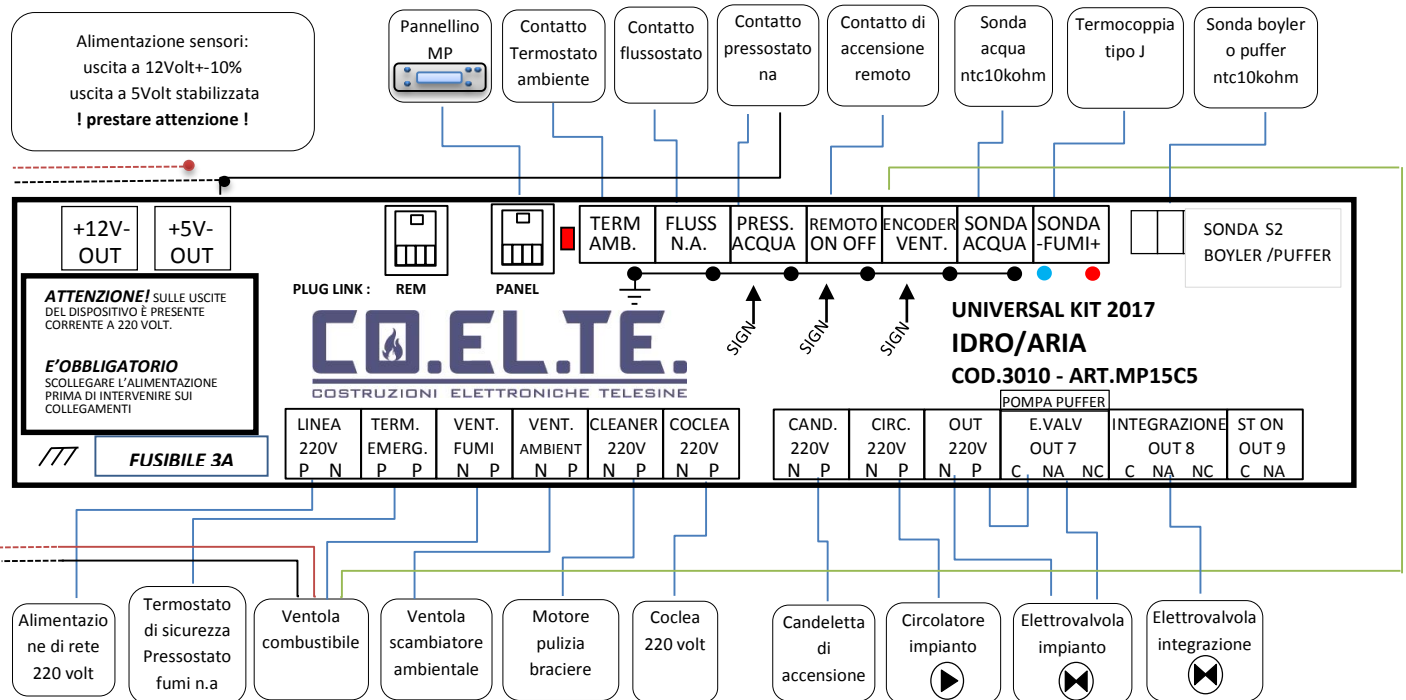 Alimentazione sensori:
uscita a 12Volt+-10%
uscita a 5Volt stabilizzata
! prestare attenzione !
Pannellino
MP
Contatto
Termostato
ambiente
Contatto
flussostato
Contatto
pressostato
na
Contatto di
accensione
remoto
Sonda
acqua
ntc10kohm
Termocoppia
tipo J
Sonda boyler
o puffer
ntc10kohm
+12V-
OUT
+5V-
OUT
TERM
AMB.
FLUSS
N.A.
PRESS.
ACQUA
REMOTO
ON OFF
ENCODER
VENT.
SONDA
ACQUA
SONDA
-FUMI+
SONDA S2
BOYLER /PUFFER
PLUG LINK :
REM
PANEL
ATTENZIONE! SULLE USCITE
DEL DISPOSITIVO È PRESENTE
CORRENTE A 220 VOLT.
E'OBBLIGATORIO
SCOLLEGARE L'ALIMENTAZIONE
PRIMA DI INTERVENIRE SUI
COLLEGAMENTI
CO.EL.TE.
COSTRUZIONI ELETTRONICHE TELESINE
SIGN
SIGN
SIGN
UNIVERSAL KIT 2017
IDRO/ARIA
COD.3010 - ART.MP15C5
FUSIBILE 3A
LINEA
220V
P N
TERM.
EMERG.
P P
VENT.
FUMI
N P
VENT.
AMBIENT
N P
CLEANER
220V
N P
COCLEA
220V
N P
CAND.
220V
N P
CIRC.
220V
N P
OUT
220V
N P
POMPA PUFFER
E.VALV
OUT 7
C NA NC
INTEGRAZIONE
OUT 8
C NA NC
ST ON
OUT 9
C NA
Alimentazio
ne di rete
220 volt
Termostato
di sicurezza
Pressostato
fumi n.a
Ventola
combustibile
Ventola
scambiatore
ambientale
Motore
pulizia
braciere
Coclea
220 volt
Candeletta
di
accensione
Circolatore
impianto
Elettrovalvola
impianto
Elettrovalvola
integrazione